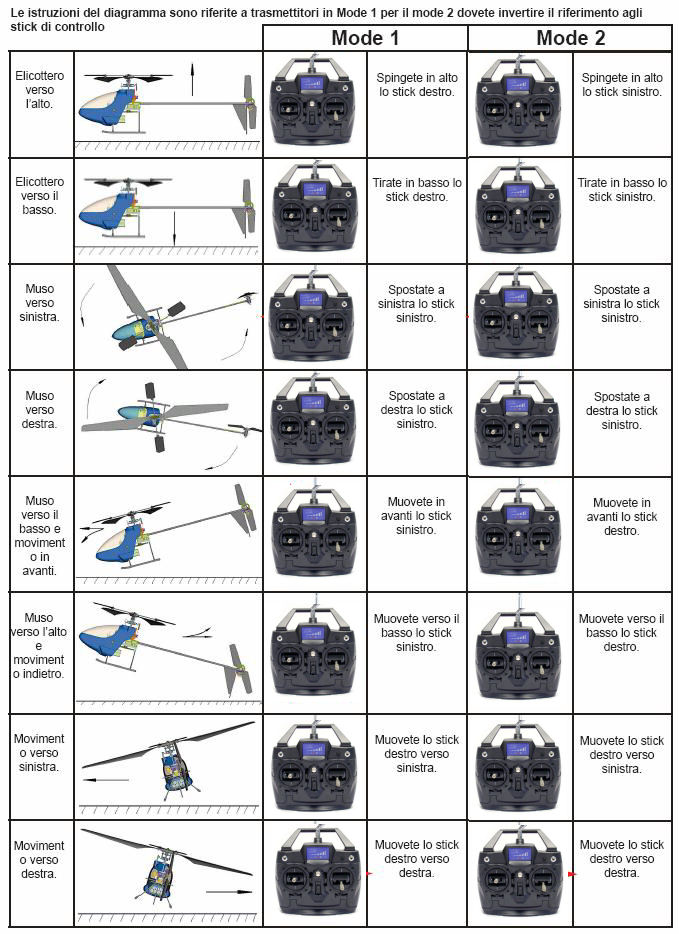 Le istruzioni del diagramma sono riferite a trasmettitori in Mode 1 per il mode 2 dovete invertire il riferimento agli
stick di controllo
Mode 1
Mode 2
Elicottero
verso
l'alto.
Spingete in alto
lo stick destro.
Spingete in alto
lo stick sinistro.
Elicottero
verso il
basso.
Tirate in basso lo
stick destro.
Tirate in basso lo
stick sinistro.
Muso
verso
sinistra.
Spostate a
sinistra lo stick
sinistro.
Spostate a
sinistra lo stick
sinistro.
Muso
verso
destra.
Spostate a
destra lo stick
sinistro.
Spostate a
destra lo stick
sinistro.
Muso
verso il
basso e
moviment
o in
avanti.
Muovete in
avanti lo stick
sinistro.
Muovete in
avanti lo stick
destro.
Muso
verso l'alto
e
moviment
o indietro.
Muovete verso il
basso lo stick
sinistro.
Muovete verso il
basso lo stick
destro.
Moviment
o verso
sinistra.
Muovete lo stick
destro verso
sinistra.
Muovete lo stick
destro verso
sinistra.
Moviment
o verso
destra.
Muovete lo stick
destro verso
destra.
Muovete lo stick
destro verso
destra.